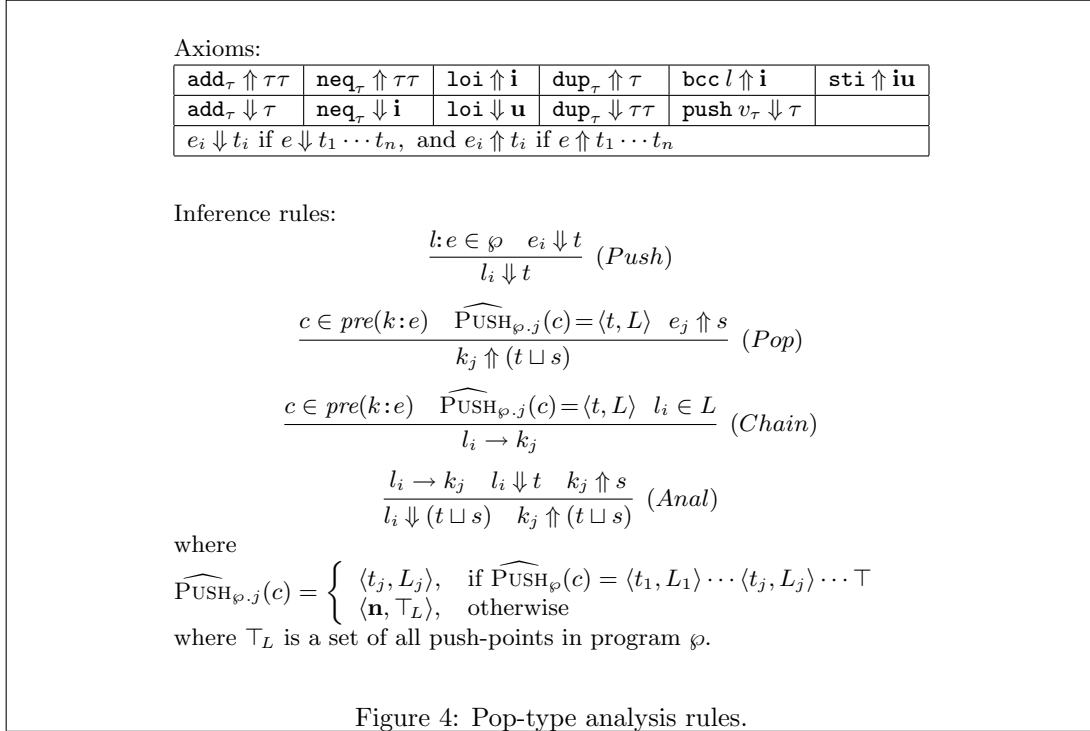 Axioms:
add_τ ⇑ ττ | neq_τ ⇑ ττ | loi ⇑ i | dup_τ ⇑ τ | bcc l ⇑ i | sti ⇑ iu
add_τ ⇓ τ | neq_τ ⇓ i | loi ⇓ u | dup_τ ⇓ ττ | push v_τ ⇓ τ |
e_i ⇓ t_i if e ⇓ t_1 ⋯ t_n, and e_i ⇑ t_i if e ⇑ t_1 ⋯ t_n
Inference rules:
l:e ∈ ℘ e_i ⇓ t
l_i ⇓ t
(Push)
c ∈ pre(k:e) \widehat{PUSH}_{℘.j}(c)=⟨t, L⟩ e_j ⇑ s
k_j ⇑ (t ⊔ s)
(Pop)
c ∈ pre(k:e) \widehat{PUSH}_{℘.j}(c)=⟨t, L⟩ l_i ∈ L
l_i → k_j
(Chain)
l_i → k_j l_i ⇓ t k_j ⇑ s
l_i ⇓ (t ⊔ s) k_j ⇑ (t ⊔ s)
(Anal)
where
\widehat{PUSH}_{℘.j}(c) = { ⟨t_j, L_j⟩, if \widehat{PUSH}_℘(c) = ⟨t_1, L_1⟩ ⋯ ⟨t_j, L_j⟩ ⋯ ⊤
⟨n, ⊤_L⟩, otherwise
where ⊤_L is a set of all push-points in program ℘.
Figure 4: Pop-type analysis rules.